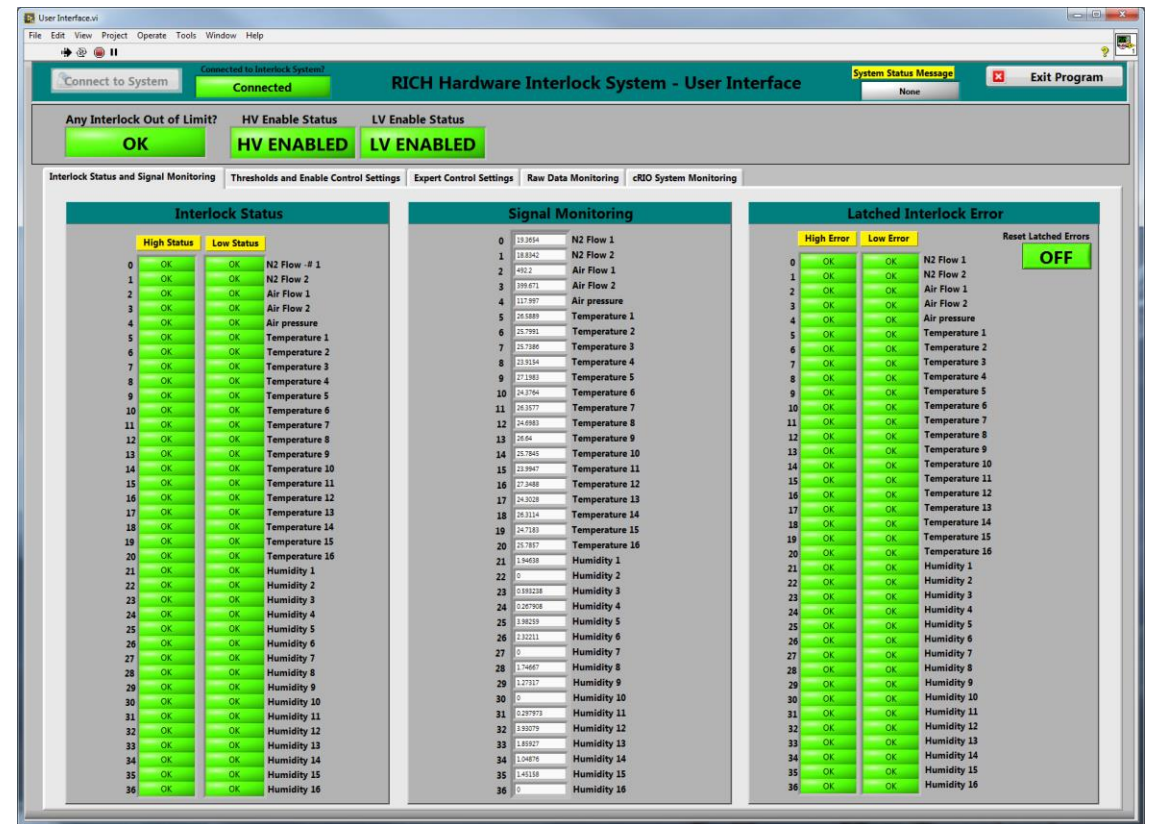 User Interface.vi
File Edit View Project Operate Tools Window Help
Connect to System
Connected to Interlock System?
Connected
RICH Hardware Interlock System - User Interface
System Status Message
None
Exit Program
Any Interlock Out of Limit? HV Enable Status LV Enable Status
OK HV ENABLED LV ENABLED
Interlock Status and Signal Monitoring Thresholds and Enable Control Settings Expert Control Settings Raw Data Monitoring cRIO System Monitoring
Interlock Status
High Status Low Status
0 OK OK N2 Flow -# 1
1 OK OK N2 Flow 2
2 OK OK Air Flow 1
3 OK OK Air Flow 2
4 OK OK Air pressure
5 OK OK Temperature 1
6 OK OK Temperature 2
7 OK OK Temperature 3
8 OK OK Temperature 4
9 OK OK Temperature 5
10 OK OK Temperature 6
11 OK OK Temperature 7
12 OK OK Temperature 8
13 OK OK Temperature 9
14 OK OK Temperature 10
15 OK OK Temperature 11
16 OK OK Temperature 12
17 OK OK Temperature 13
18 OK OK Temperature 14
19 OK OK Temperature 15
20 OK OK Temperature 16
21 OK OK Humidity 1
22 OK OK Humidity 2
23 OK OK Humidity 3
24 OK OK Humidity 4
25 OK OK Humidity 5
26 OK OK Humidity 6
27 OK OK Humidity 7
28 OK OK Humidity 8
29 OK OK Humidity 9
30 OK OK Humidity 10
31 OK OK Humidity 11
32 OK OK Humidity 12
33 OK OK Humidity 13
34 OK OK Humidity 14
35 OK OK Humidity 15
36 OK OK Humidity 16
Signal Monitoring
0 19.3654 N2 Flow 1
1 18.8342 N2 Flow 2
2 492.2 Air Flow 1
3 399.671 Air Flow 2
4 117.997 Air pressure
5 26.5889 Temperature 1
6 25.7991 Temperature 2
7 25.7386 Temperature 3
8 23.9154 Temperature 4
9 27.1983 Temperature 5
10 24.3764 Temperature 6
11 26.3577 Temperature 7
12 24.6983 Temperature 8
13 26.64 Temperature 9
14 25.7845 Temperature 10
15 23.9947 Temperature 11
16 27.3488 Temperature 12
17 24.3028 Temperature 13
18 26.3114 Temperature 14
19 24.7183 Temperature 15
20 25.7857 Temperature 16
21 1.94638 Humidity 1
22 0 Humidity 2
23 0.593238 Humidity 3
24 0.267908 Humidity 4
25 3.98259 Humidity 5
26 2.32211 Humidity 6
27 0 Humidity 7
28 1.74667 Humidity 8
29 1.27317 Humidity 9
30 0 Humidity 10
31 0.297973 Humidity 11
32 3.93079 Humidity 12
33 1.85927 Humidity 13
34 1.04876 Humidity 14
35 1.45158 Humidity 15
36 0 Humidity 16
Latched Interlock Error
High Error Low Error Reset Latched Errors
OFF
0 OK OK N2 Flow 1
1 OK OK N2 Flow 2
2 OK OK Air Flow 1
3 OK OK Air Flow 2
4 OK OK Air pressure
5 OK OK Temperature 1
6 OK OK Temperature 2
7 OK OK Temperature 3
8 OK OK Temperature 4
9 OK OK Temperature 5
10 OK OK Temperature 6
11 OK OK Temperature 7
12 OK OK Temperature 8
13 OK OK Temperature 9
14 OK OK Temperature 10
15 OK OK Temperature 11
16 OK OK Temperature 12
17 OK OK Temperature 13
18 OK OK Temperature 14
19 OK OK Temperature 15
20 OK OK Temperature 16
21 OK OK Humidity 1
22 OK OK Humidity 2
23 OK OK Humidity 3
24 OK OK Humidity 4
25 OK OK Humidity 5
26 OK OK Humidity 6
27 OK OK Humidity 7
28 OK OK Humidity 8
29 OK OK Humidity 9
30 OK OK Humidity 10
31 OK OK Humidity 11
32 OK OK Humidity 12
33 OK OK Humidity 13
34 OK OK Humidity 14
35 OK OK Humidity 15
36 OK OK Humidity 16